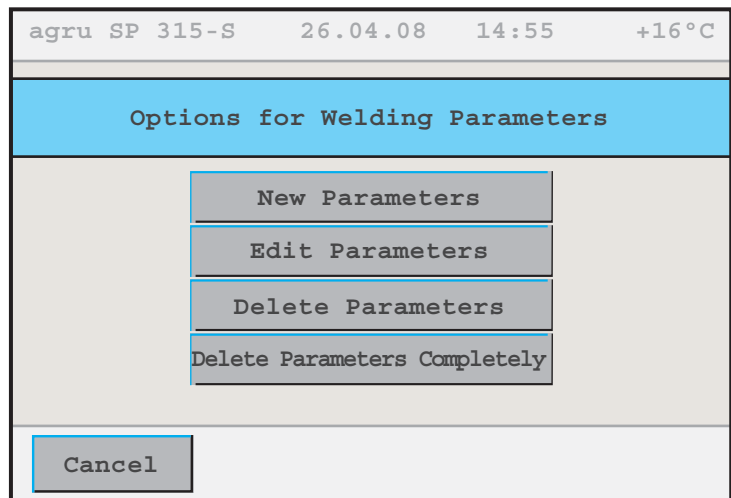 agru SP 315-S 26.04.08 14:55 +16°C
Options for Welding Parameters
New Parameters
Edit Parameters
Delete Parameters
Delete Parameters Completely
Cancel